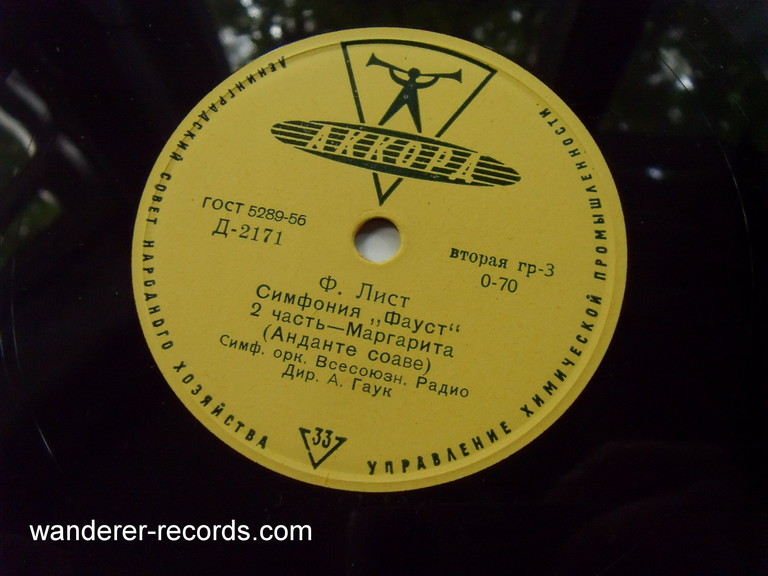 АККОРД
ЛЕНИНГРАДСКИЙ СОВЕТ НАРОДНОГО ХОЗЯЙСТВА
УПРАВЛЕНИЕ ХИМИЧЕСКОЙ ПРОМЫШЛЕННОСТИ
ГОСТ 5289-56
Д-2171
вторая гр-3
0-70
Ф. Лист
Симфония „Фауст“
2 часть—Маргарита
(Анданте соаве)
Симф. орк. Всесоюзн. Радио
Дир. А. Гаук
33
wanderer-records.com